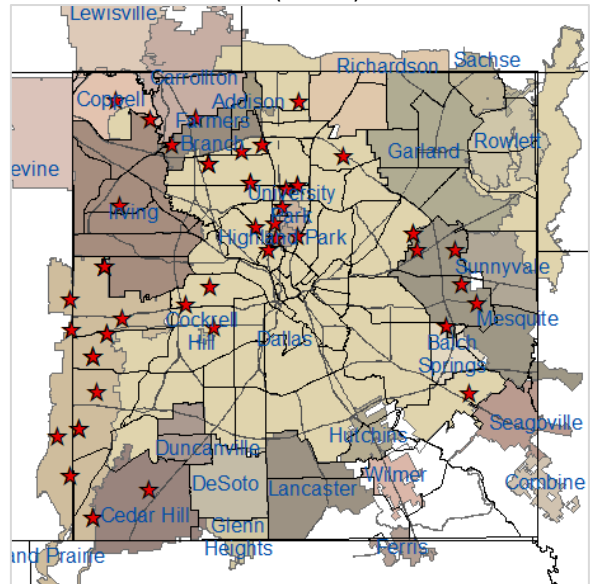 Lewisville
Carrollton
Richardson
Sachse
Coppell
Addison
Farmers
Branch
Garland
Rowlett
evine
University
Park
Irving
Highland Park
Sunnyvale
Cockrell
Hill
Dallas
Mesquite
Balch
Springs
Seagoville
Hutchins
Duncanville
DeSoto
Lancaster
Wilmer
Combine
Cedar Hill
Glenn
Heights
Ferris
and Prairie